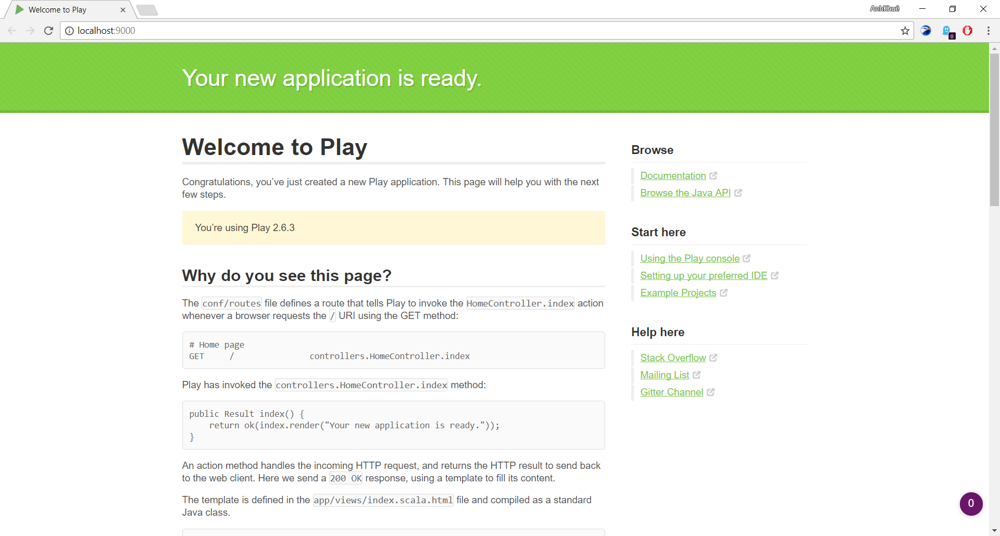 Welcome to Play
AnhKhuê
localhost:9000
0
Your new application is ready.
Welcome to Play
Congratulations, you’ve just created a new Play application. This page will help you with the next
few steps.
You’re using Play 2.6.3
Why do you see this page?
The conf/routes file defines a route that tells Play to invoke the HomeController.index action
whenever a browser requests the / URI using the GET method:
# Home page
GET     /               controllers.HomeController.index
Play has invoked the controllers.HomeController.index method:
public Result index() {
    return ok(index.render("Your new application is ready."));
}
An action method handles the incoming HTTP request, and returns the HTTP result to send back
to the web client. Here we send a 200 OK response, using a template to fill its content.
The template is defined in the app/views/index.scala.html file and compiled as a standard
Java class.
Browse
Documentation
Browse the Java API
Start here
Using the Play console
Setting up your preferred IDE
Example Projects
Help here
Stack Overflow
Mailing List
Gitter Channel
0